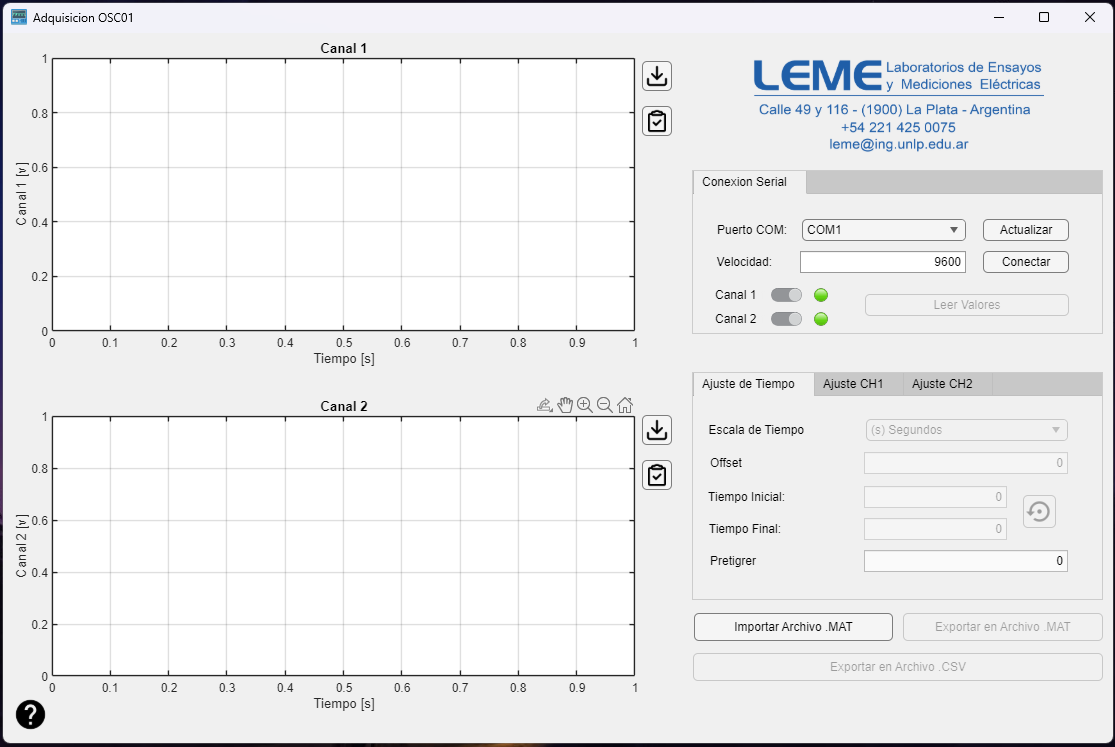 Adquisicion OSC01
Canal 1
1
0.8
0.6
0.4
0.2
0
Canal 1 [v]
0 0.1 0.2 0.3 0.4 0.5 0.6 0.7 0.8 0.9 1
Tiempo [s]
Canal 2
1
0.8
0.6
0.4
0.2
0
Canal 2 [v]
0 0.1 0.2 0.3 0.4 0.5 0.6 0.7 0.8 0.9 1
Tiempo [s]
?
LEME Laboratorios de Ensayos
y Mediciones Eléctricas
Calle 49 y 116 - (1900) La Plata - Argentina
+54 221 425 0075
leme@ing.unlp.edu.ar
Conexion Serial
Puerto COM: COM1 Actualizar
Velocidad: 9600 Conectar
Canal 1
Canal 2
Leer Valores
Ajuste de Tiempo Ajuste CH1 Ajuste CH2
Escala de Tiempo (s) Segundos
Offset 0
Tiempo Inicial: 0
Tiempo Final: 0
Pretigrer 0
Importar Archivo .MAT Exportar en Archivo .MAT
Exportar en Archivo .CSV